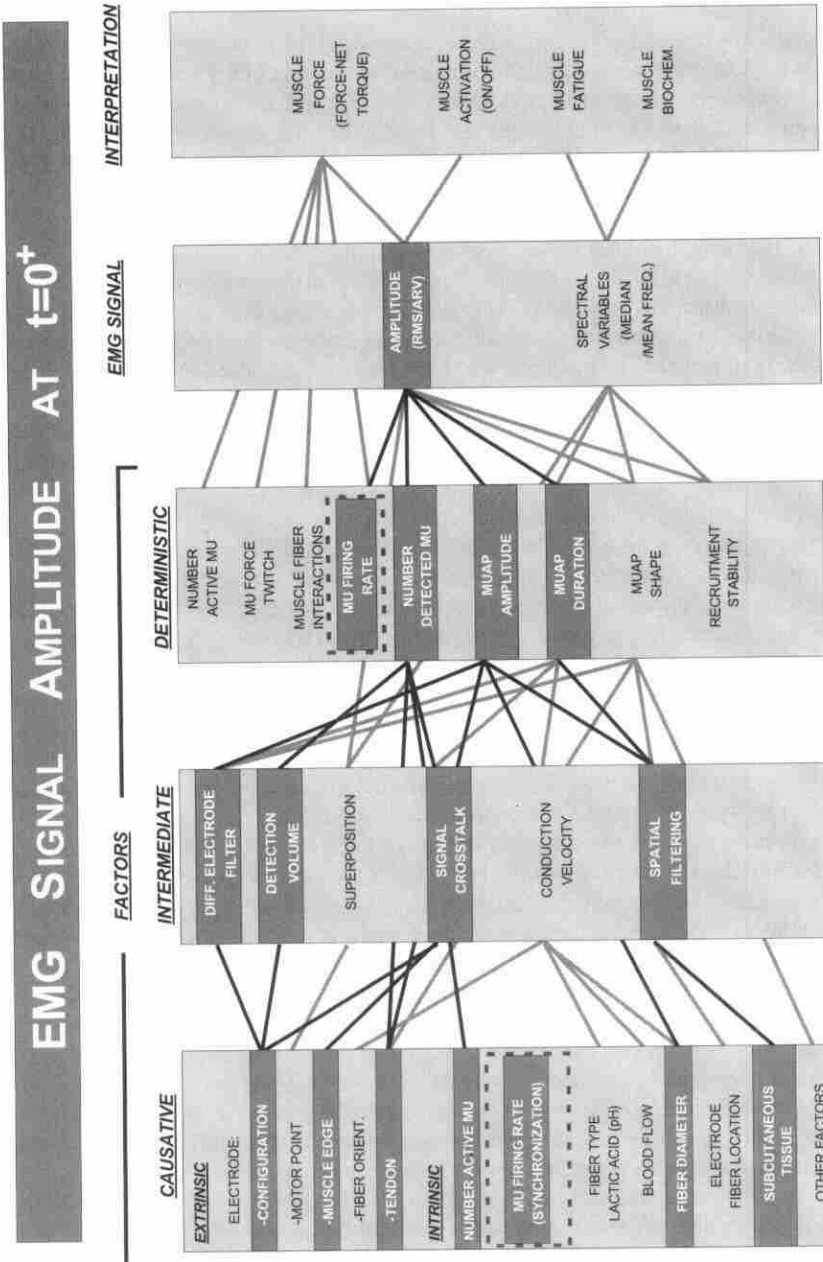 EMG SIGNAL AMPLITUDE AT t=0+
FACTORS
CAUSATIVE
EXTRINSIC
ELECTRODE:
-CONFIGURATION
-MOTOR POINT
-MUSCLE EDGE
-FIBER ORIENT.
-TENDON
INTRINSIC
NUMBER ACTIVE MU
MU FIRING RATE
(SYNCHRONIZATION)
FIBER TYPE
LACTIC ACID (pH)
BLOOD FLOW
FIBER DIAMETER
ELECTRODE
FIBER LOCATION
SUBCUTANEOUS
TISSUE
OTHER FACTORS
INTERMEDIATE
DIFF. ELECTRODE
FILTER
DETECTION
VOLUME
SUPERPOSITION
SIGNAL
CROSSTALK
CONDUCTION
VELOCITY
SPATIAL
FILTERING
DETERMINISTIC
NUMBER
ACTIVE MU
MU FORCE
TWITCH
MUSCLE FIBER
INTERACTIONS
MU FIRING
RATE
NUMBER
DETECTED MU
MUAP
AMPLITUDE
MUAP
DURATION
MUAP
SHAPE
RECRUITMENT
STABILITY
EMG SIGNAL
AMPLITUDE
(RMS/ARV)
SPECTRAL
VARIABLES
(MEDIAN
/MEAN FREQ.)
INTERPRETATION
MUSCLE
FORCE
(FORCE-NET
TORQUE)
MUSCLE
ACTIVATION
(ON/OFF)
MUSCLE
FATIGUE
MUSCLE
BIOCHEM.